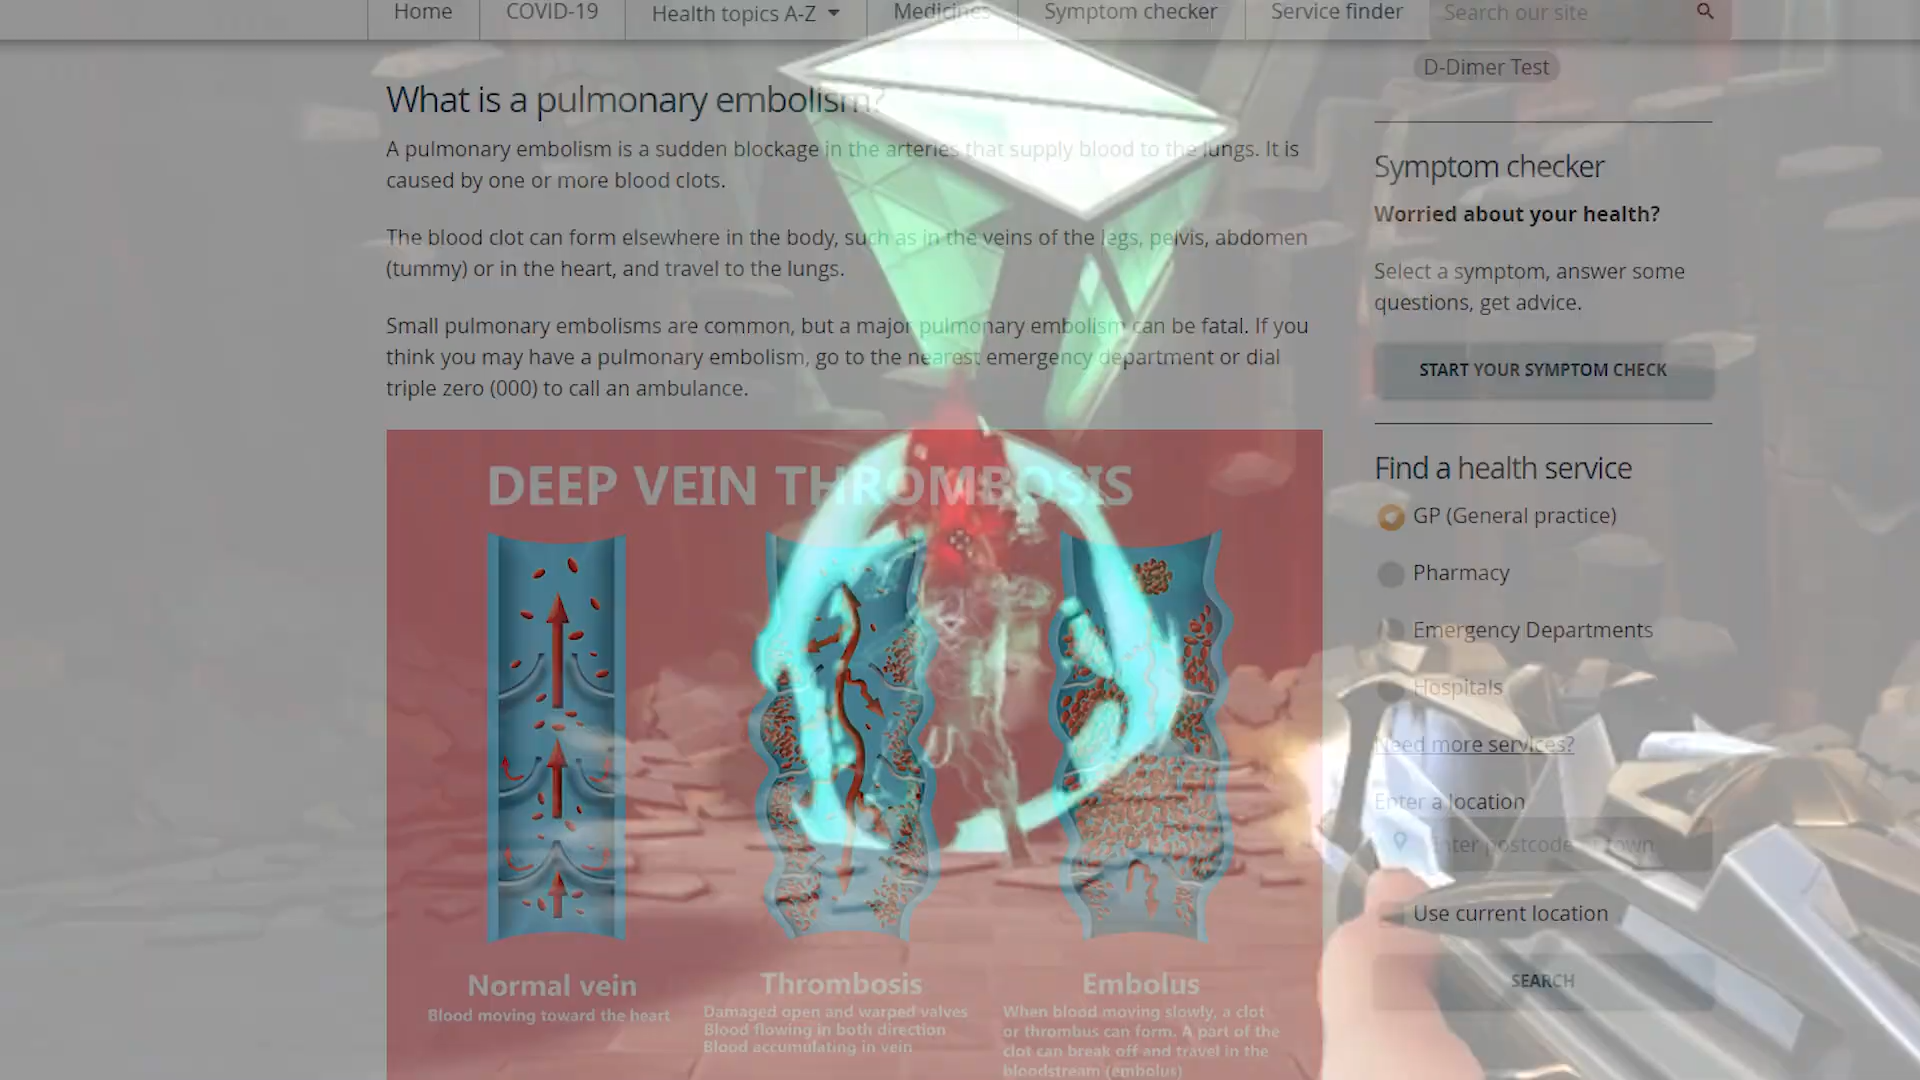 Home
COVID-19
Health topics A-Z
Medicines
Symptom checker
Service finder
Search our site
D-Dimer Test
What is a pulmonary embolism?
A pulmonary embolism is a sudden blockage in the arteries that supply blood to the lungs. It is
caused by one or more blood clots.
The blood clot can form elsewhere in the body, such as in the veins of the legs, pelvis, abdomen
(tummy) or in the heart, and travel to the lungs.
Small pulmonary embolisms are common, but a major pulmonary embolism can be fatal. If you
think you may have a pulmonary embolism, go to the nearest emergency department or dial
triple zero (000) to call an ambulance.
DEEP VEIN THROMBOSIS
Normal vein
Blood moving toward the heart
Thrombosis
Damaged open and warped valves
Blood flowing in both direction
Blood accumulating in vein
Embolus
When blood moving slowly, a clot
or thrombus can form. A part of the
clot can break off and travel in the
bloodstream (embolus)
Symptom checker
Worried about your health?
Select a symptom, answer some
questions, get advice.
START YOUR SYMPTOM CHECK
Find a health service
GP (General practice)
Pharmacy
Emergency Departments
Hospitals
Need more services?
Enter a location
Enter postcode or town
Use current location
SEARCH